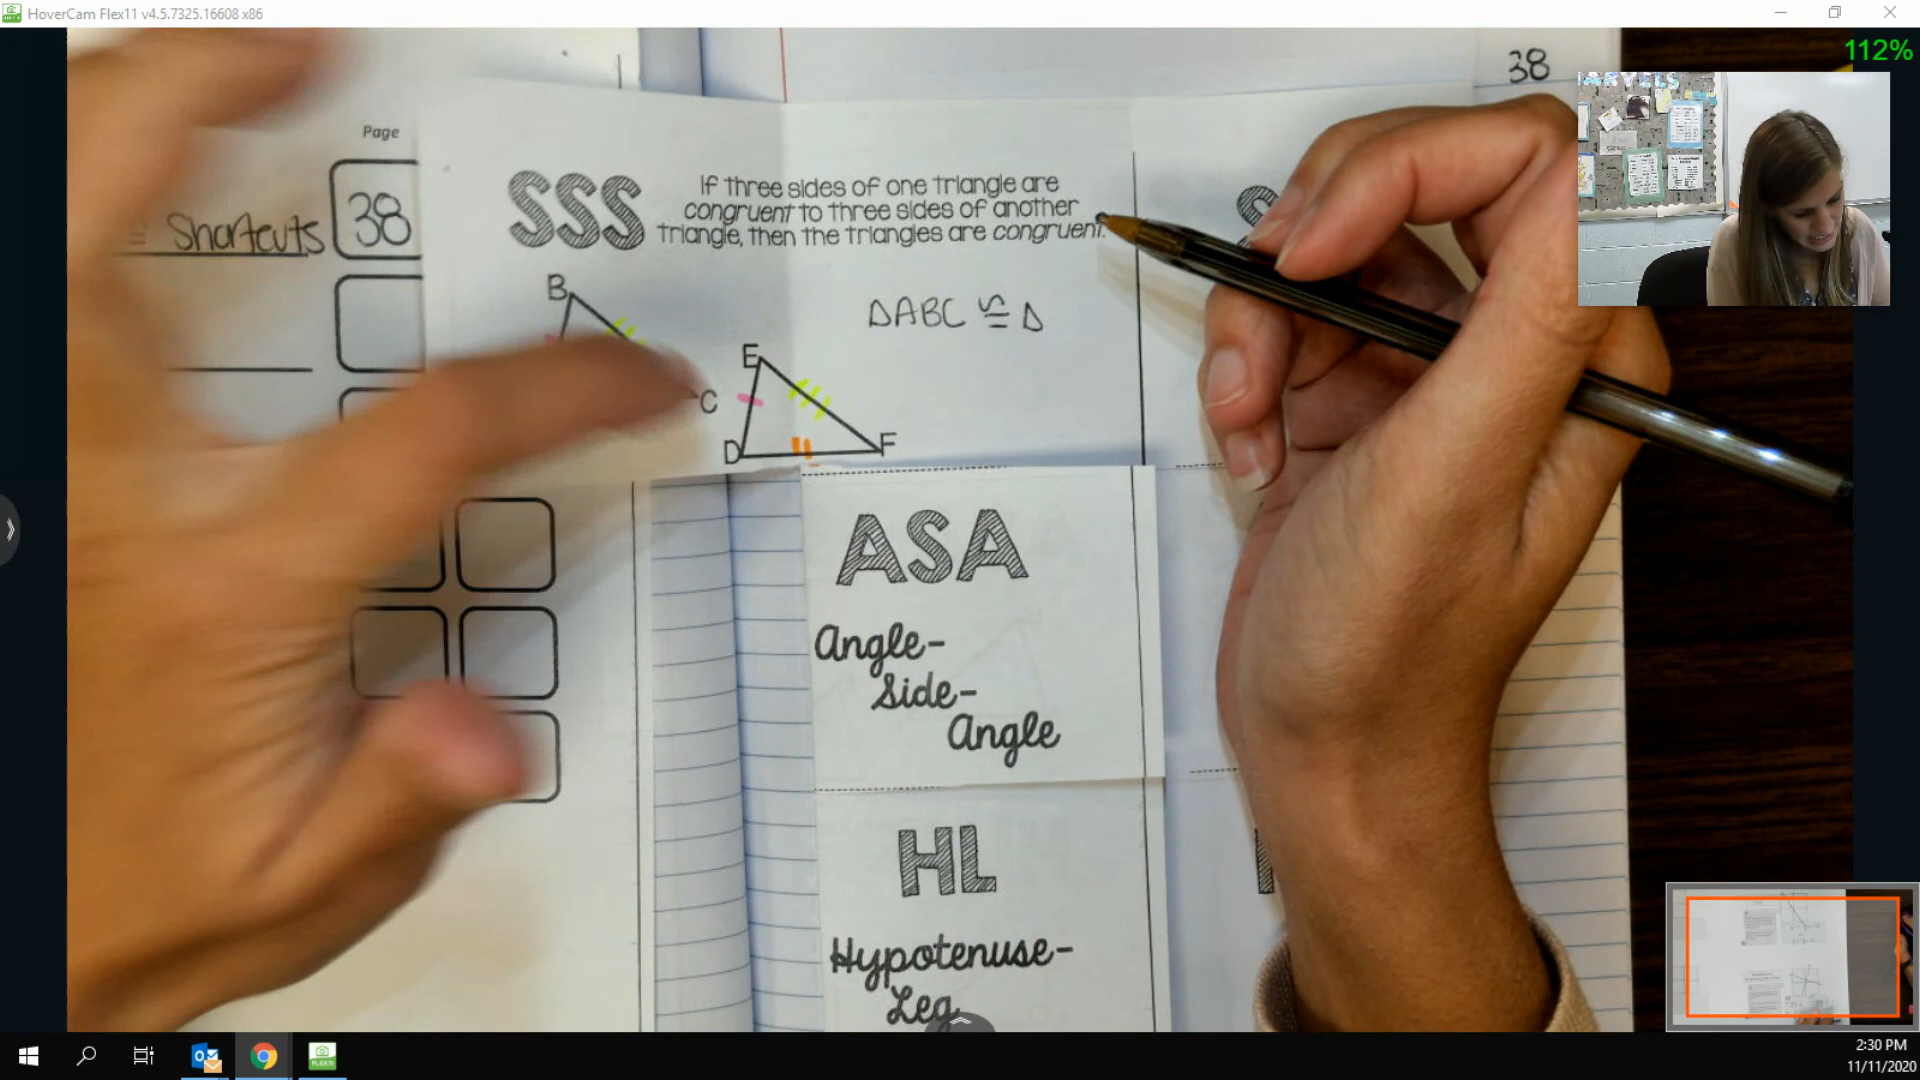 HoverCam Flex11 v4.5.7325.16608 x86
112%
38
Page
Shortcuts 38
SSS
If three sides of one triangle are
congruent to three sides of another
triangle, then the triangles are congruent.
B
C
E
D
F
ΔABC ≅ Δ
ASA
Angle-
Side-
Angle
HL
Hypotenuse-
Leg
2:30 PM
11/11/2020